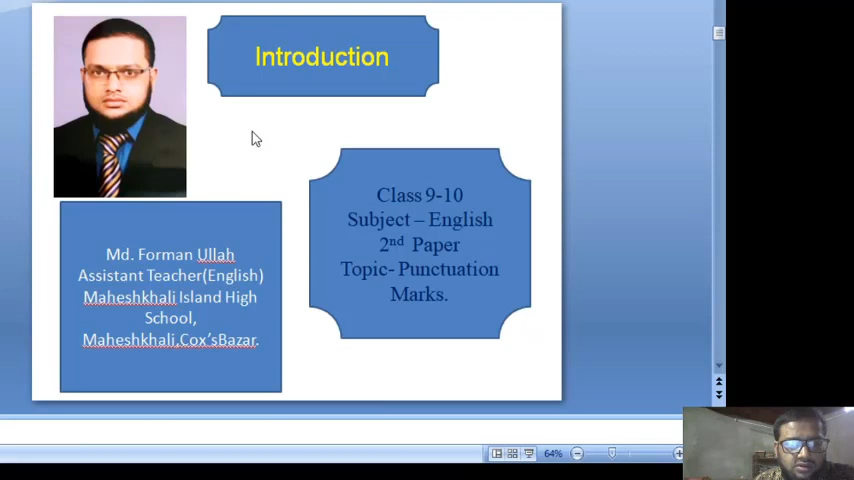 Introduction
Class 9-10
Subject – English
2nd Paper
Topic- Punctuation
Marks.
Md. Forman Ullah
Assistant Teacher(English)
Maheshkhali Island High
School,
Maheshkhali,Cox'sBazar.
64%